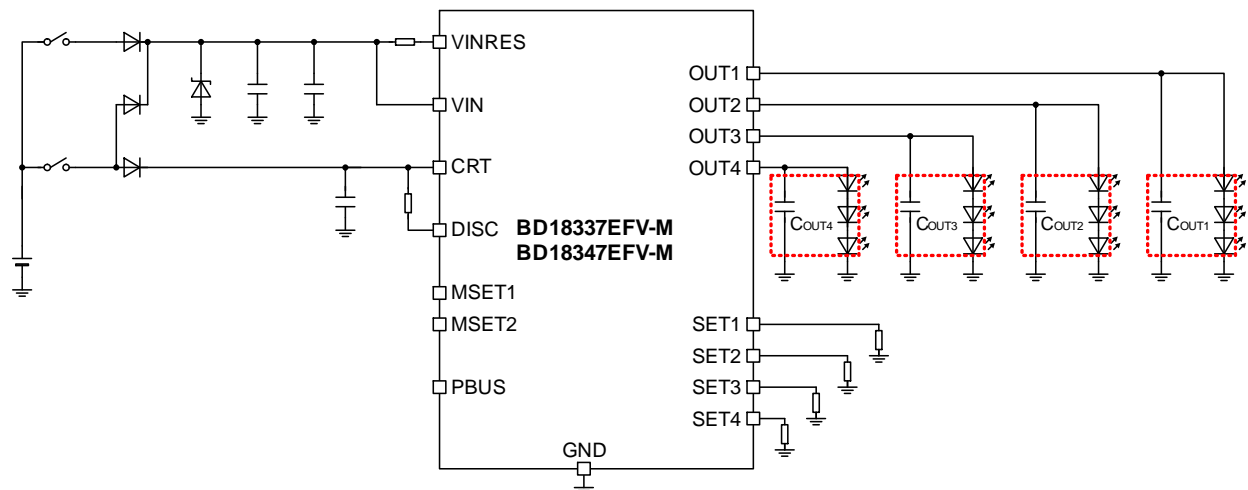 VINRES
VIN
CRT
DISC
BD18337EFV-M
BD18347EFV-M
MSET1
MSET2
PBUS
GND
OUT1
OUT2
OUT3
OUT4
COUT4
COUT3
COUT2
COUT1
SET1
SET2
SET3
SET4